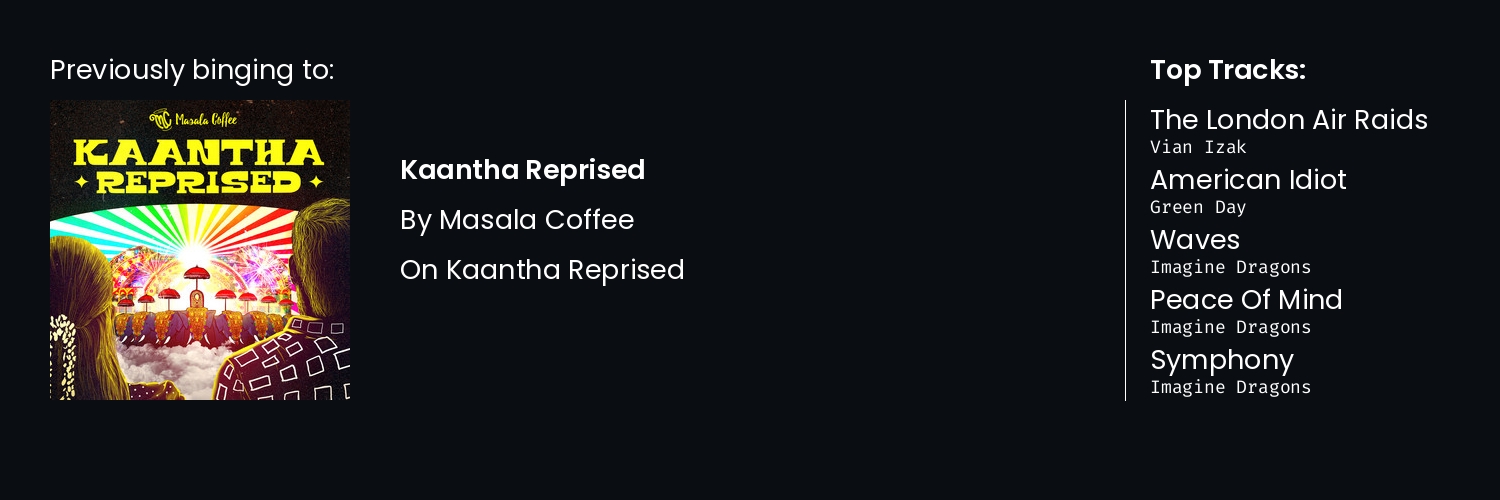 Previously binging to:
MC Masala Coffee
KAANTHA
REPRISED
Kaantha Reprised
By Masala Coffee
On Kaantha Reprised
Top Tracks:
The London Air Raids
Vian Izak
American Idiot
Green Day
Waves
Imagine Dragons
Peace Of Mind
Imagine Dragons
Symphony
Imagine Dragons